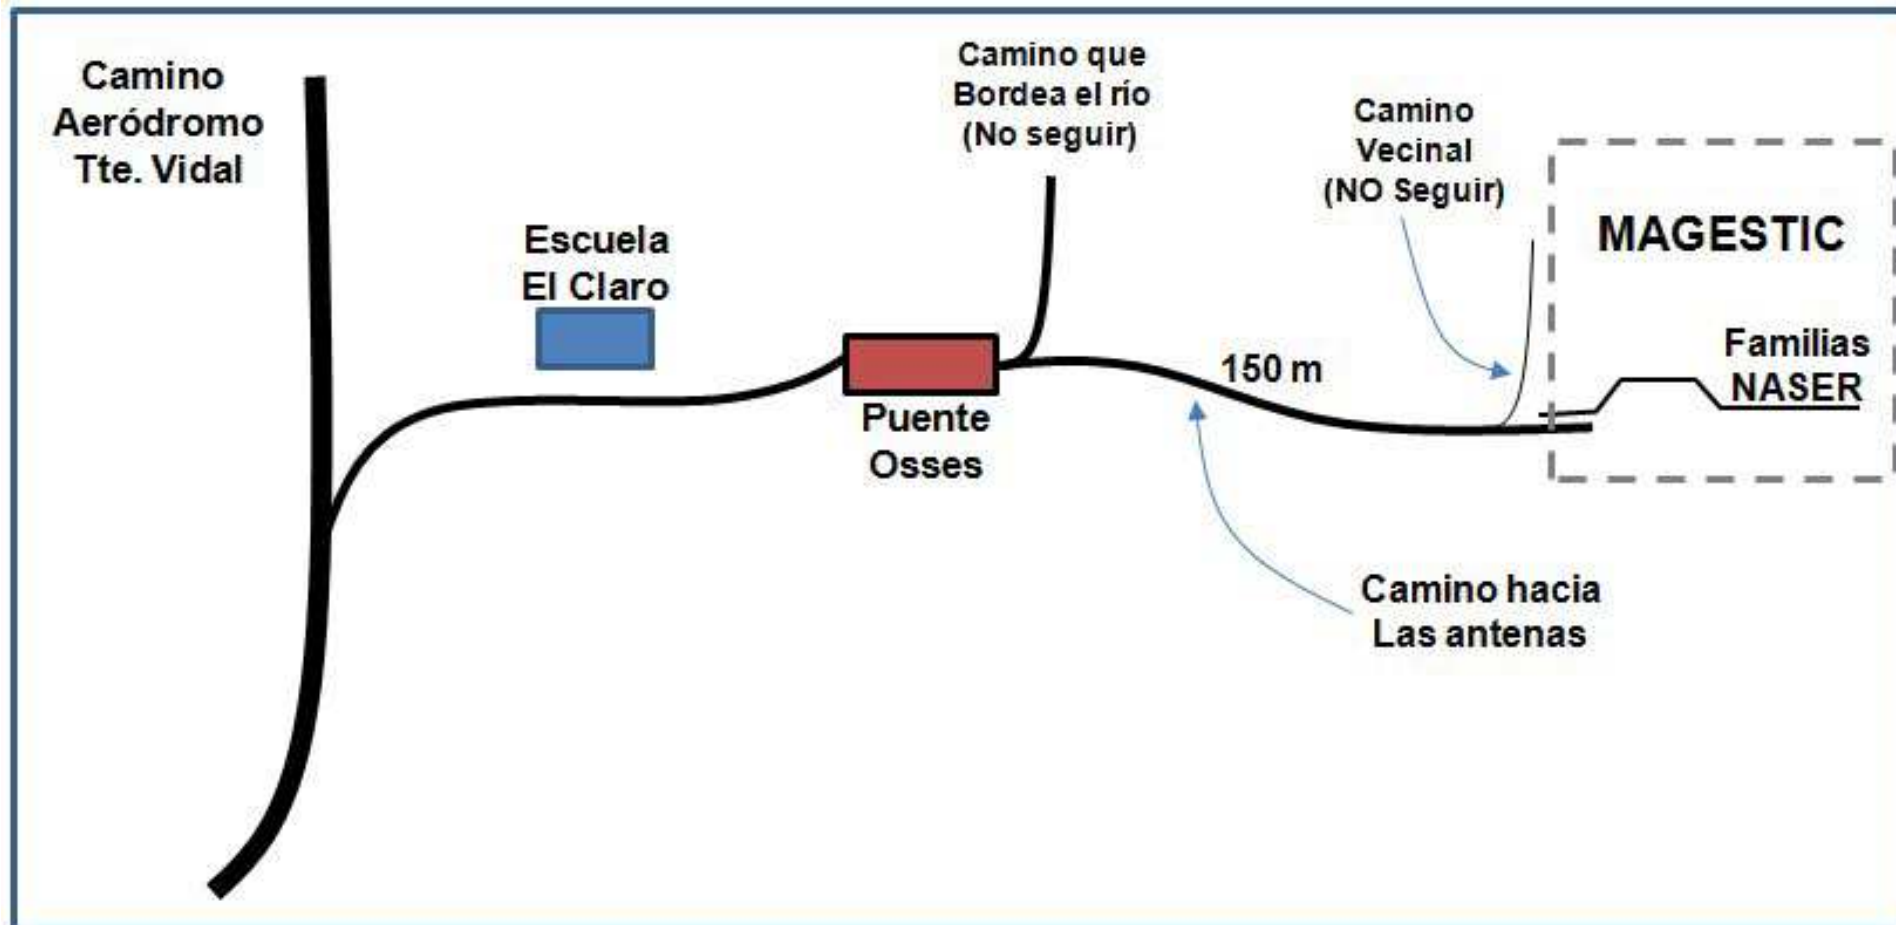 Camino
Aeródromo
Tte. Vidal
Escuela
El Claro
Camino que
Bordea el río
(No seguir)
Puente
Osses
150 m
Camino
Vecinal
(NO Seguir)
MAGESTIC
Familias
NASER
Camino hacia
Las antenas